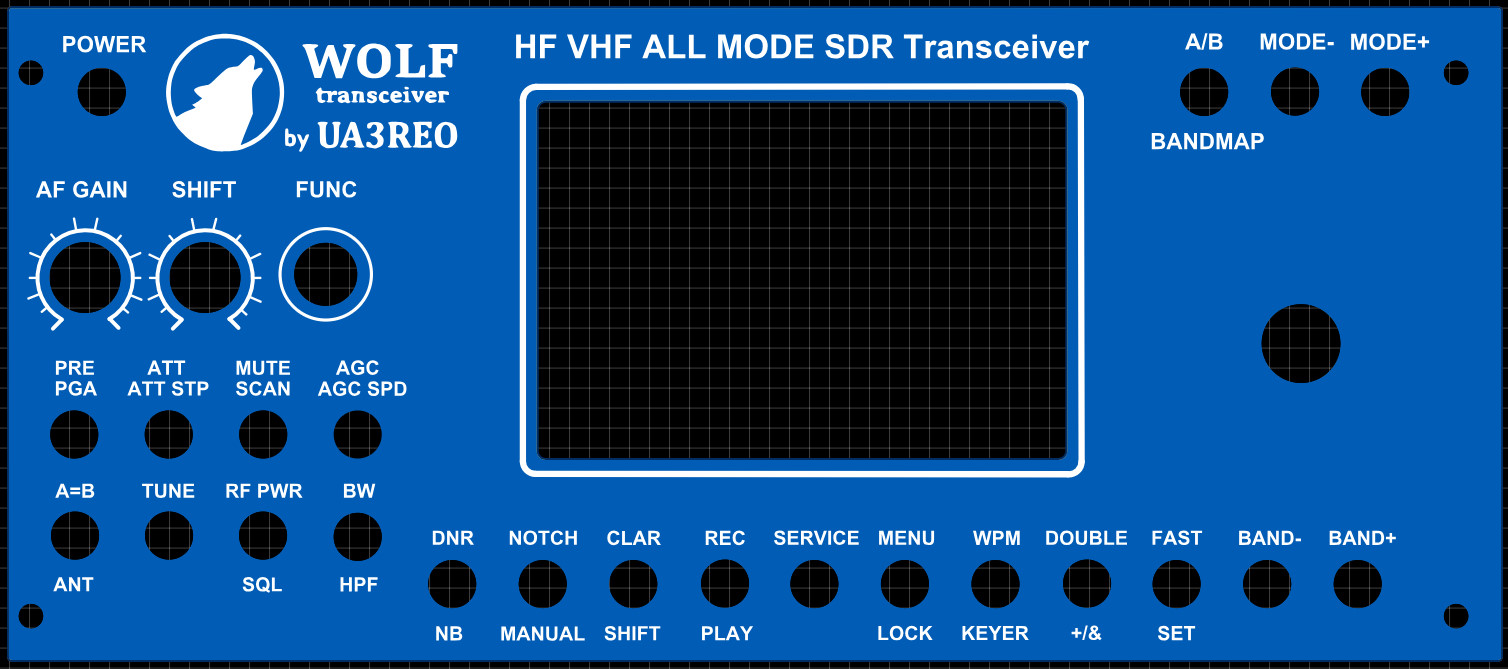 POWER
WOLF
transceiver
by UA3REO
HF VHF ALL MODE SDR Transceiver
A/B MODE- MODE+
BANDMAP
AF GAIN SHIFT FUNC
PRE ATT MUTE AGC
PGA ATT STP SCAN AGC SPD
A=B TUNE RF PWR BW
ANT SQL HPF
DNR NOTCH CLAR REC SERVICE MENU WPM DOUBLE FAST BAND- BAND+
NB MANUAL SHIFT PLAY LOCK KEYER +/& SET